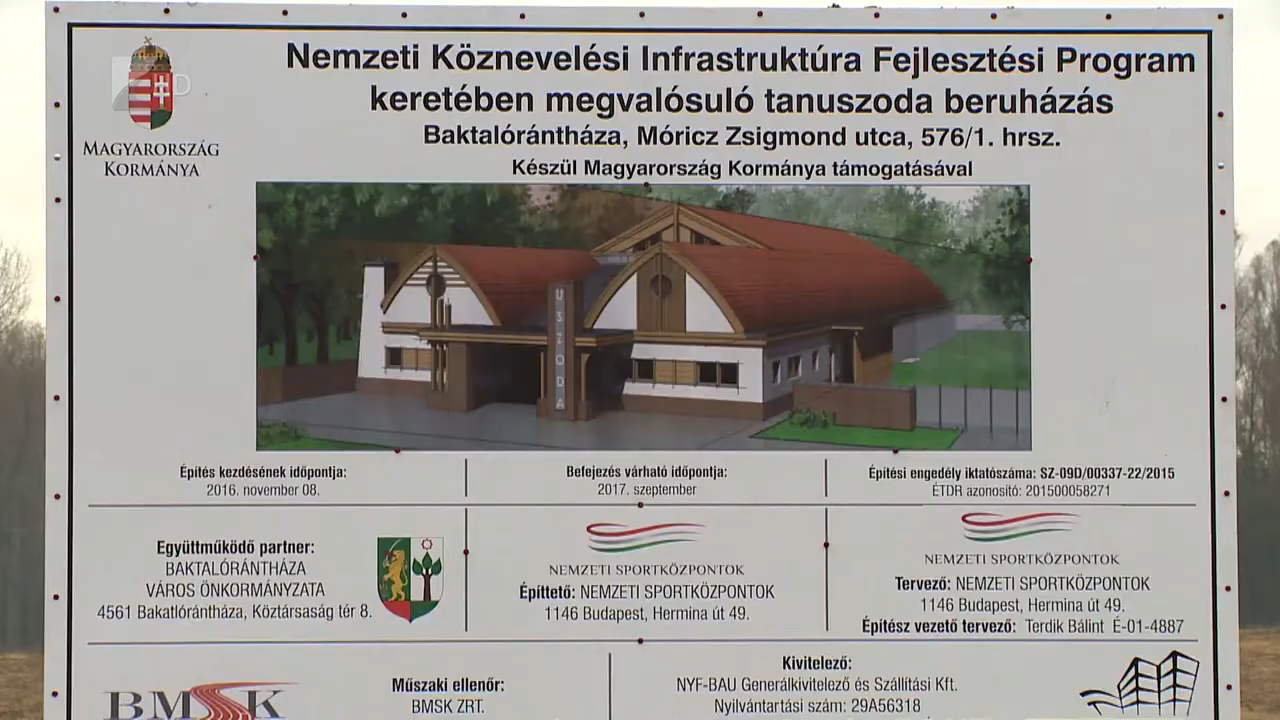 Nemzeti Köznevelési Infrastruktúra Fejlesztési Program
keretében megvalósuló tanuszoda beruházás
Baktalórántháza, Móricz Zsigmond utca, 576/1. hrsz.
Készül Magyarország Kormánya támogatásával
MAGYARORSZÁG
KORMÁNYA
USZODA
Építés kezdésének időpontja:
2016. november 08.
Befejezés várható időpontja:
2017. szeptember
Építési engedély iktatószáma: SZ-09D/00337-22/2015
ÉTDR azonosító: 201500058271
Együttműködő partner:
BAKTALÓRÁNTHÁZA
VÁROS ÖNKORMÁNYZATA
4561 Bakatlórántháza, Köztársaság tér 8.
NEMZETI SPORTKÖZPONTOK
Építtető: NEMZETI SPORTKÖZPONTOK
1146 Budapest, Hermina út 49.
NEMZETI SPORTKÖZPONTOK
Tervező: NEMZETI SPORTKÖZPONTOK
1146 Budapest, Hermina út 49.
Építész vezető tervező: Terdik Bálint É-01-4887
BMSK
Műszaki ellenőr:
BMSK ZRT.
Kivitelező:
NYF-BAU Generálkivitelező és Szállítási Kft.
Nyilvántartási szám: 29A56318